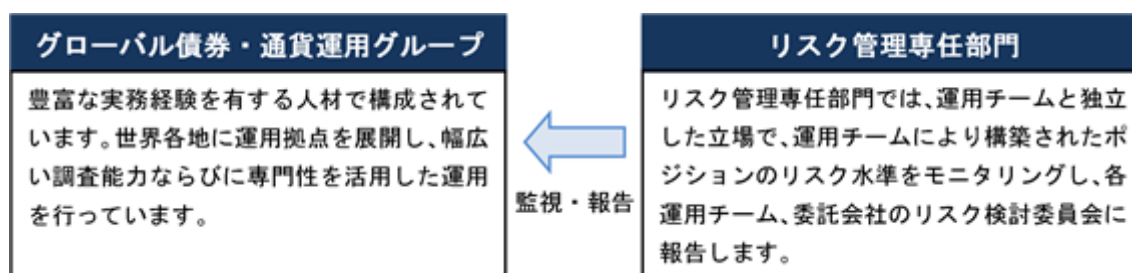 グローバル債券・通貨運用グループ
豊富な実務経験を有する人材で構成されて
います。世界各地に運用拠点を展開し、幅広
い調査能力ならびに専門性を活用した運用
を行っています。
監視・報告
リスク管理専任部門
リスク管理専任部門では、運用チームと独立
した立場で、運用チームにより構築されたポ
ジションのリスク水準をモニタリングし、各
運用チーム、委託会社のリスク検討委員会に
報告します。